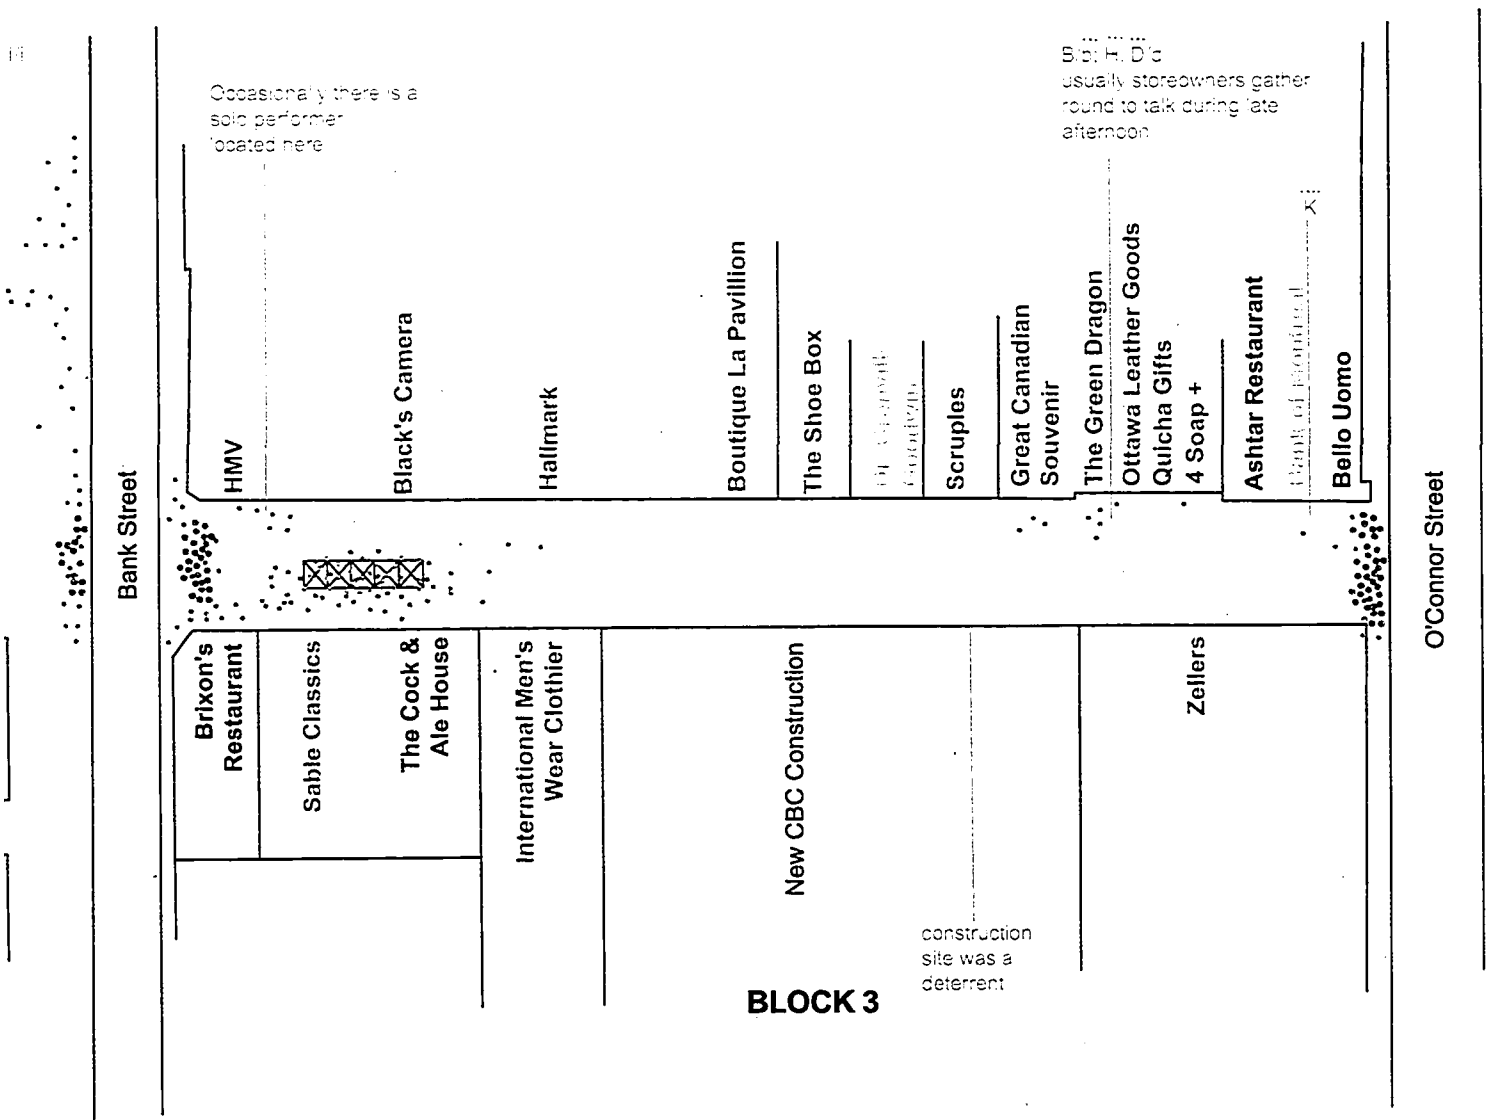 Occasionally there is a
solo performer
located here
usually storeowners gather
round to talk during late
afternoon
Bank Street
HMV
Black's Camera
Hallmark
Boutique La Pavillion
The Shoe Box
Scruples
Great Canadian
Souvenir
The Green Dragon
Ottawa Leather Goods
Quicha Gifts
4 Soap +
Ashtar Restaurant
Bank of Montreal
Bello Uomo
O'Connor Street
Brixon's
Restaurant
Sable Classics
The Cock &
Ale House
International Men's
Wear Clothier
New CBC Construction
Zellers
construction
site was a
deterrent
BLOCK 3